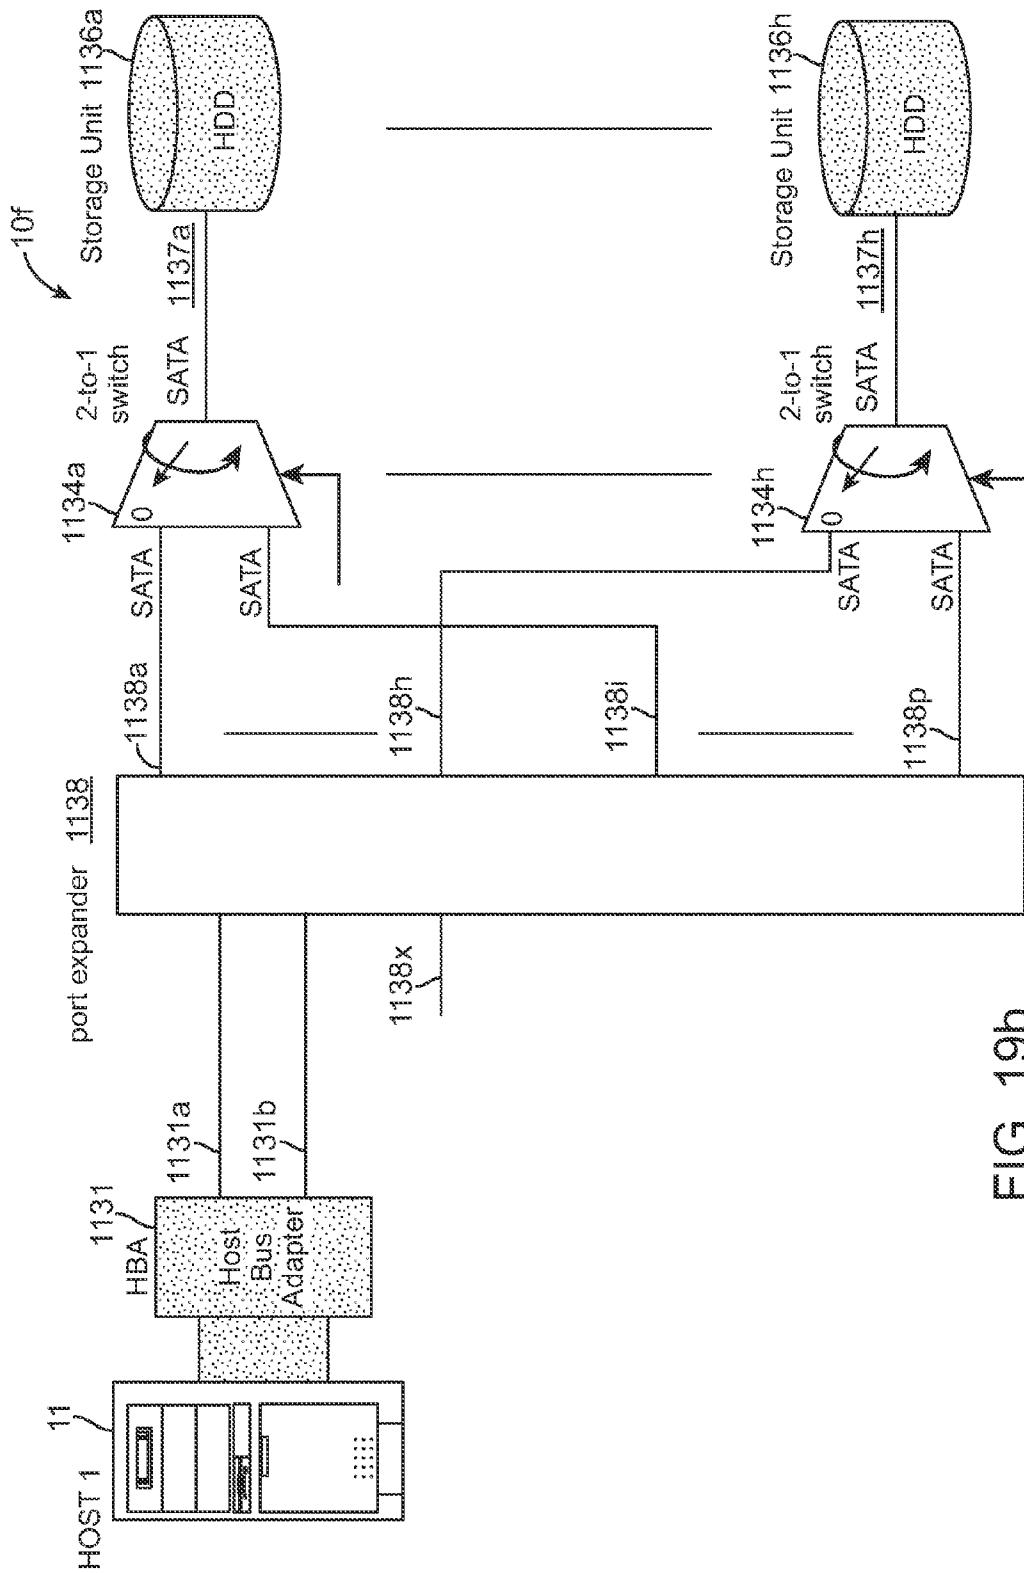 10f
HOST 1
11
HBA
1131
Host
Bus
Adapter
1131a
1131b
port expander 1138
1138x
1138a
1138h
1138i
1138p
SATA
SATA
1134a
0
2-to-1
switch
SATA
1137a
Storage Unit 1136a
HDD
SATA
SATA
1134h
0
2-to-1
switch
SATA
1137h
Storage Unit 1136h
HDD